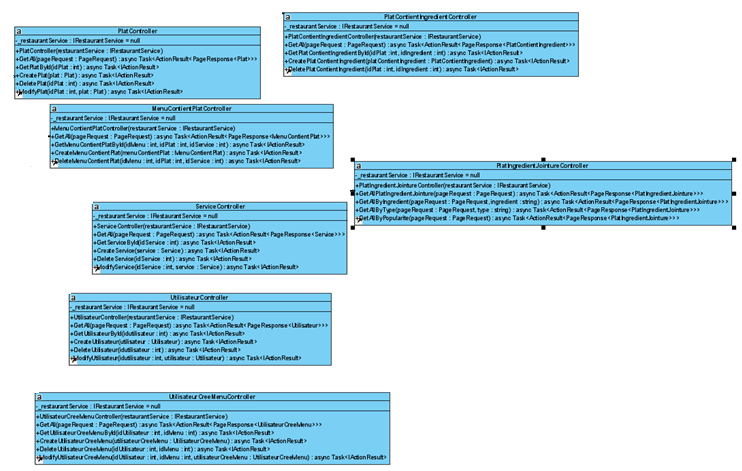 PlatController
-_restaurantService : IRestaurantService = null
+PlatController(restaurantService : IRestaurantService)
+GetAll(pageRequest : PageRequest) : async Task<ActionResult<PageResponse<Plat>>>
+GetPlatById(idPlat : int) : async Task<IActionResult>
+CreatePlat(plat : Plat) : async Task<IActionResult>
+DeletePlat(idPlat : int) : async Task<IActionResult>
+ModifyPlat(idPlat : int, plat : Plat) : async Task<IActionResult>
PlatContientIngredientController
-_restaurantService : IRestaurantService = null
+PlatContientIngredientController(restaurantService : IRestaurantService)
+GetAll(pageRequest : PageRequest) : async Task<ActionResult<PageResponse<PlatContientIngredient>>>
+GetPlatContientIngredientById(idPlat : int, idIngredient : int) : async Task<IActionResult>
+CreatePlatContientIngredient(platContientIngredient : PlatContientIngredient) : async Task<IActionResult>
+DeletePlatContientIngredient(idPlat : int, idIngredient : int) : async Task<IActionResult>
MenuContientPlatController
-_restaurantService : IRestaurantService = null
+MenuContientPlatController(restaurantService : IRestaurantService)
+GetAll(pageRequest : PageRequest) : async Task<ActionResult<PageResponse<MenuContientPlat>>>
+GetMenuContientPlatById(idMenu : int, idPlat : int, idService : int) : async Task<IActionResult>
+CreateMenuContientPlat(menuContientPlat : MenuContientPlat) : async Task<IActionResult>
+DeleteMenuContientPlat(idMenu : int, idPlat : int, idService : int) : async Task<IActionResult>
PlatIngredientJointureController
-_restaurantService : IRestaurantService = null
+PlatIngredientJointureController(restaurantService : IRestaurantService)
+GetAllPlatIngredientJointure(pageRequest : PageRequest) : async Task<ActionResult<PageResponse<PlatIngredientJointure>>>
+GetAllByIngredient(pageRequest : PageRequest, ingredient : string) : async Task<ActionResult<PageResponse<PlatIngredientJointure>>>
+GetAllByType(pageRequest : PageRequest, type : string) : async Task<ActionResult<PageResponse<PlatIngredientJointure>>>
+GetAllByPopularite(pageRequest : PageRequest) : async Task<ActionResult<PageResponse<PlatIngredientJointure>>>
ServiceController
-_restaurantService : IRestaurantService = null
+ServiceController(restaurantService : IRestaurantService)
+GetAll(pageRequest : PageRequest) : async Task<ActionResult<PageResponse<Service>>>
+GetServiceById(idService : int) : async Task<IActionResult>
+CreateService(service : Service) : async Task<IActionResult>
+DeleteService(idService : int) : async Task<IActionResult>
+ModifyService(idService : int, service : Service) : async Task<IActionResult>
UtilisateurController
-_restaurantService : IRestaurantService = null
+UtilisateurController(restaurantService : IRestaurantService)
+GetAll(pageRequest : PageRequest) : async Task<ActionResult<PageResponse<Utilisateur>>>
+GetUtilisateurById(idutilisateur : int) : async Task<IActionResult>
+CreateUtilisateur(utilisateur : Utilisateur) : async Task<IActionResult>
+DeleteUtilisateur(idutilisateur : int) : async Task<IActionResult>
+ModifyUtilisateur(idutilisateur : int, utilisateur : Utilisateur) : async Task<IActionResult>
UtilisateurCreeMenuController
-_restaurantService : IRestaurantService = null
+UtilisateurCreeMenuController(restaurantService : IRestaurantService)
+GetAll(pageRequest : PageRequest) : async Task<ActionResult<PageResponse<UtilisateurCreeMenu>>>
+GetUtilisateurCreeMenuById(idUtilisateur : int, idMenu : int) : async Task<IActionResult>
+CreateUtilisateurCreeMenu(utilisateurCreeMenu : UtilisateurCreeMenu) : async Task<IActionResult>
+DeleteUtilisateurCreeMenu(idUtilisateur : int, idMenu : int) : async Task<IActionResult>
+ModifyUtilisateurCreeMenu(idUtilisateur : int, idMenu : int, utilisateurCreeMenu : UtilisateurCreeMenu) : async Task<IActionResult>